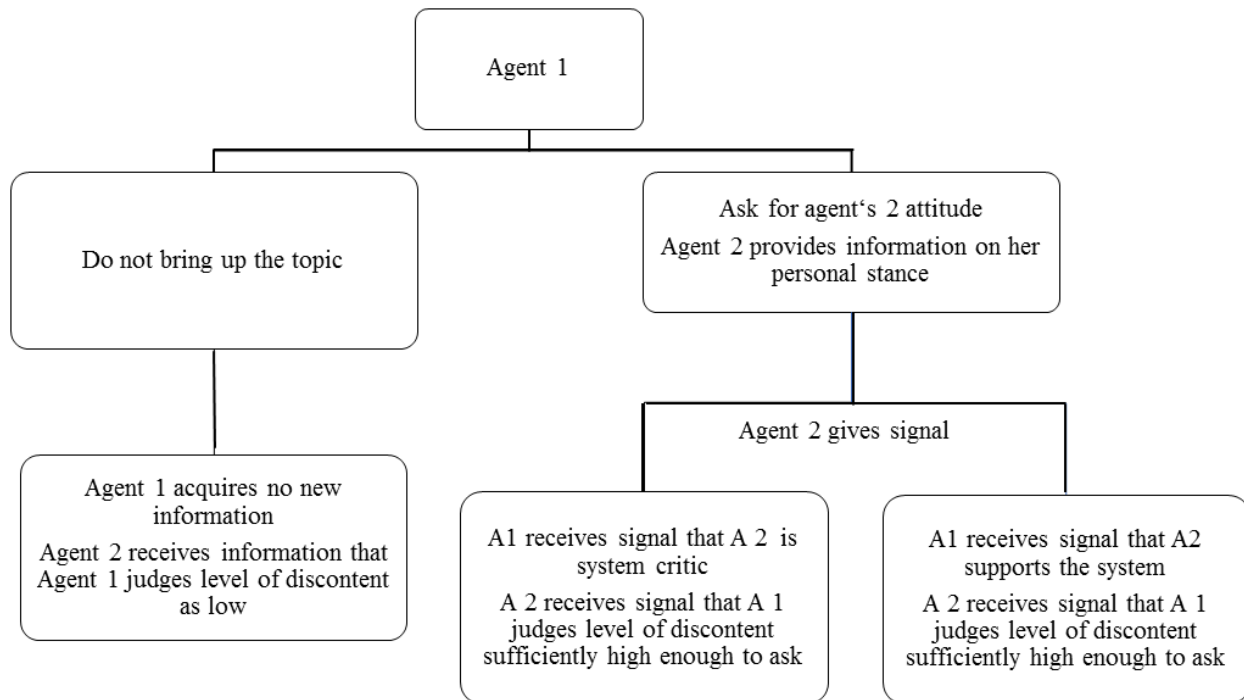 Agent 1
Do not bring up the topic
Ask for agent‘s 2 attitude
Agent 2 provides information on her
personal stance
Agent 2 gives signal
Agent 1 acquires no new
information
Agent 2 receives information that
Agent 1 judges level of discontent
as low
A1 receives signal that A 2 is
system critic
A 2 receives signal that A 1
judges level of discontent
sufficiently high enough to ask
A1 receives signal that A2
supports the system
A 2 receives signal that A 1
judges level of discontent
sufficiently high enough to ask